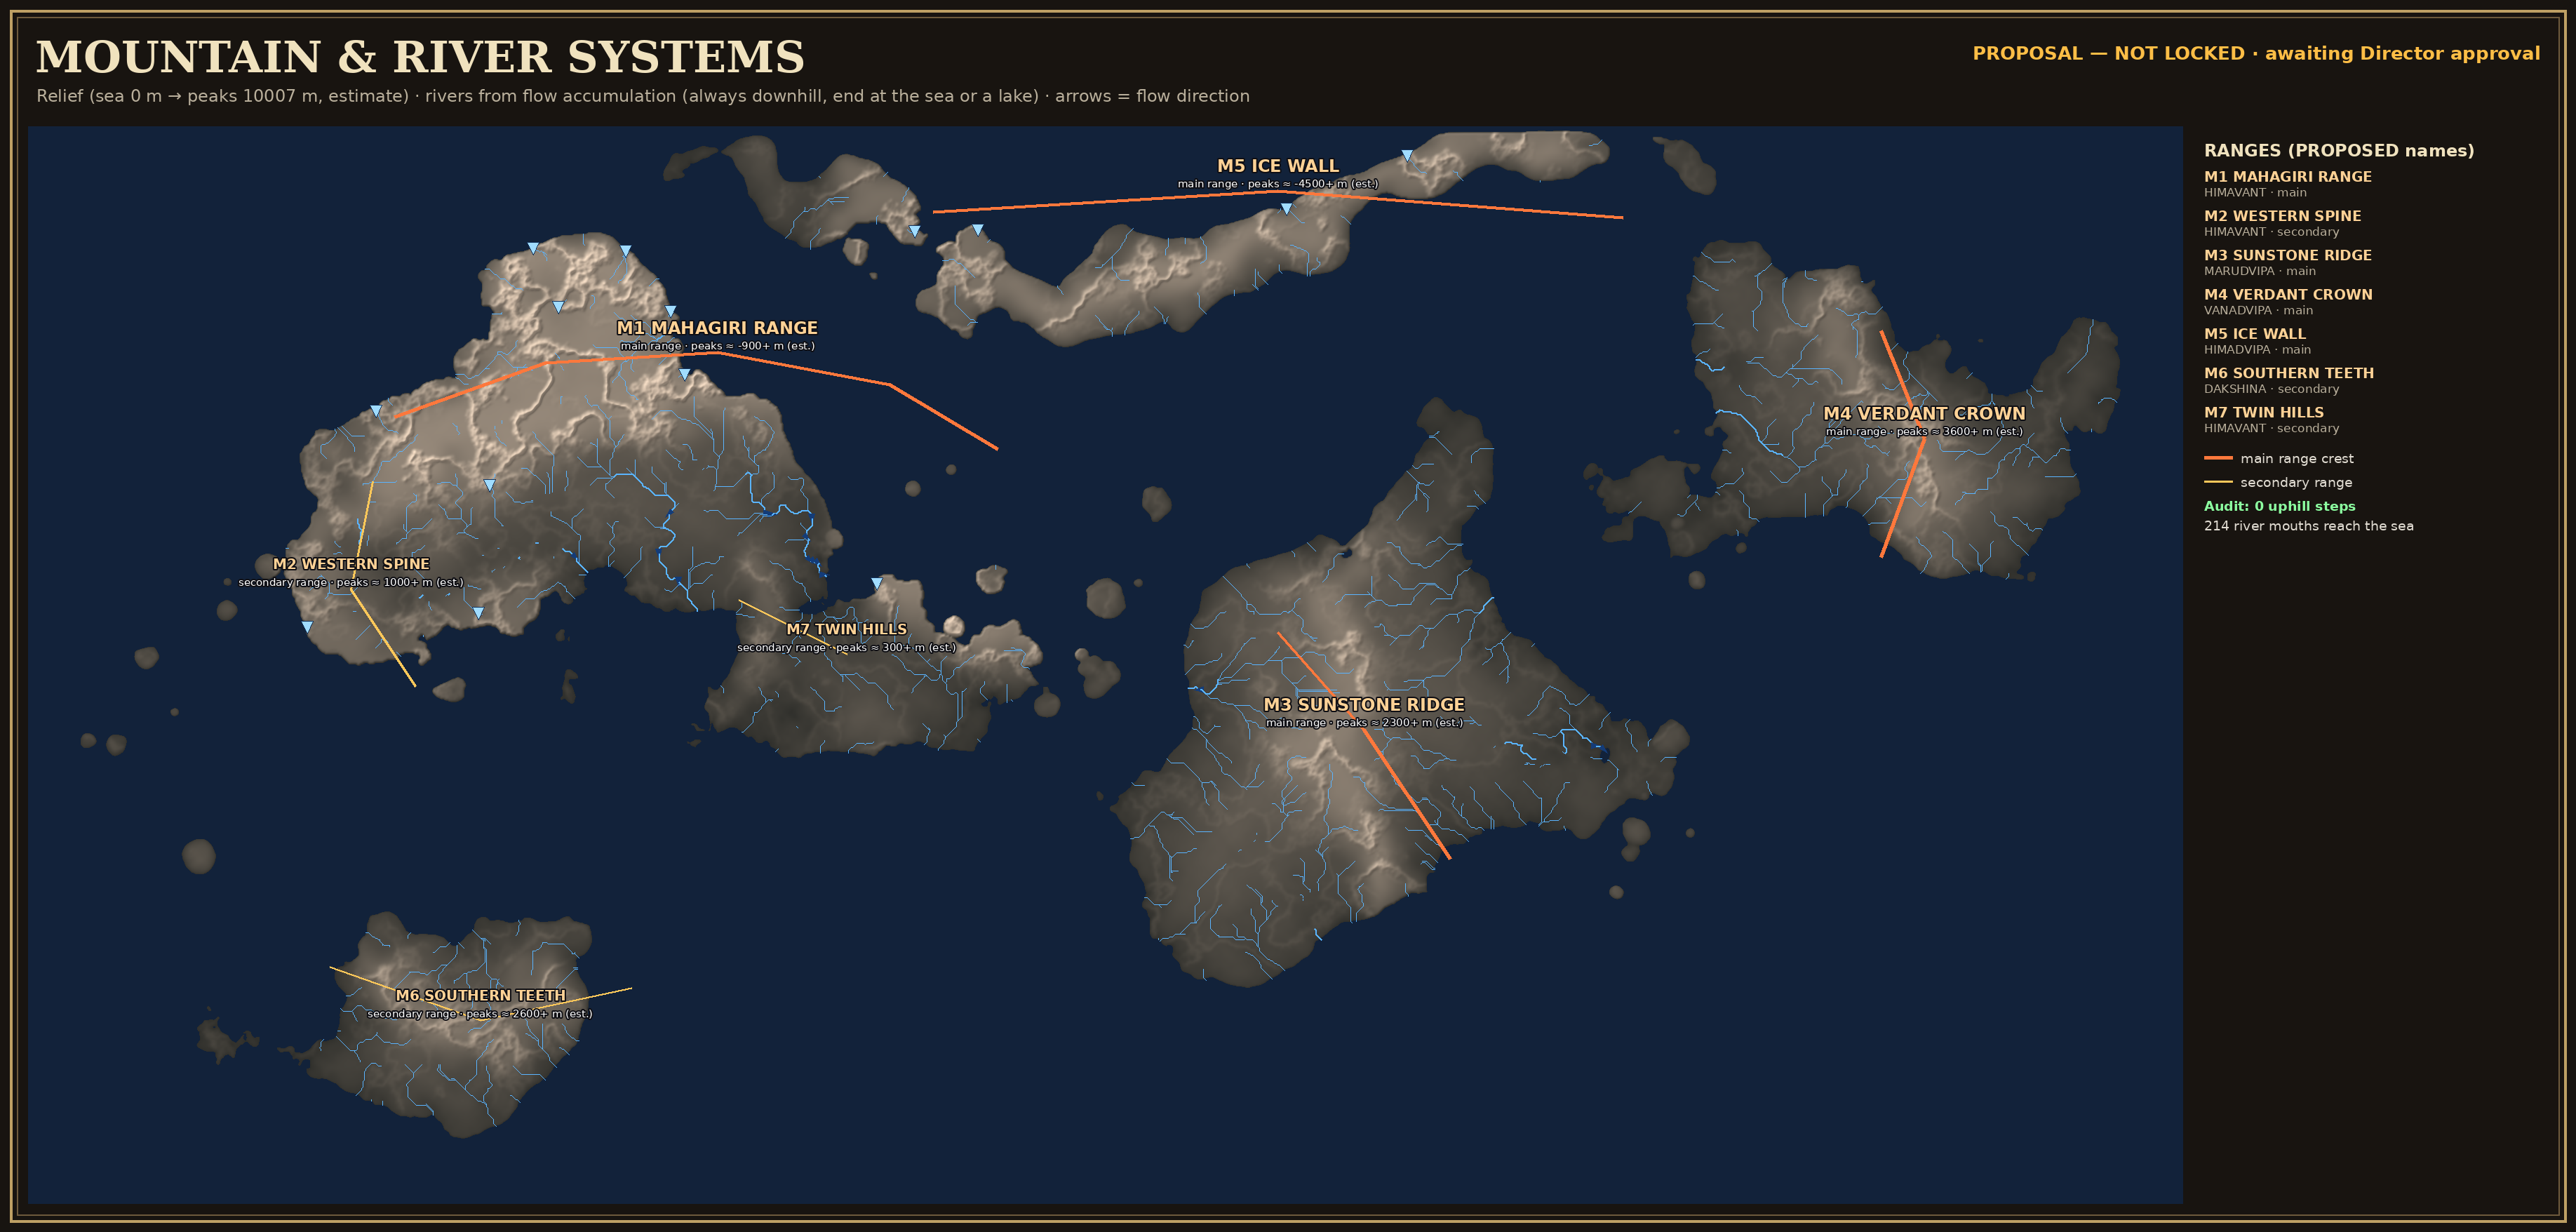 MOUNTAIN & RIVER SYSTEMS
PROPOSAL — NOT LOCKED · awaiting Director approval
Relief (sea 0 m → peaks 10007 m, estimate) · rivers from flow accumulation (always downhill, end at the sea or a lake) · arrows = flow direction
M5 ICE WALL
main range · peaks ≈ -4500+ m (est.)
M1 MAHAGIRI RANGE
main range · peaks ≈ -900+ m (est.)
M4 VERDANT CROWN
main range · peaks ≈ 3600+ m (est.)
M2 WESTERN SPINE
secondary range · peaks ≈ 1000+ m (est.)
M7 TWIN HILLS
secondary range · peaks ≈ 300+ m (est.)
M3 SUNSTONE RIDGE
main range · peaks ≈ 2300+ m (est.)
M6 SOUTHERN TEETH
secondary range · peaks ≈ 2600+ m (est.)
RANGES (PROPOSED names)
M1 MAHAGIRI RANGE
HIMAVANT · main
M2 WESTERN SPINE
HIMAVANT · secondary
M3 SUNSTONE RIDGE
MARUDVIPA · main
M4 VERDANT CROWN
VANADVIPA · main
M5 ICE WALL
HIMADVIPA · main
M6 SOUTHERN TEETH
DAKSHINA · secondary
M7 TWIN HILLS
HIMAVANT · secondary
main range crest
secondary range
Audit: 0 uphill steps
214 river mouths reach the sea